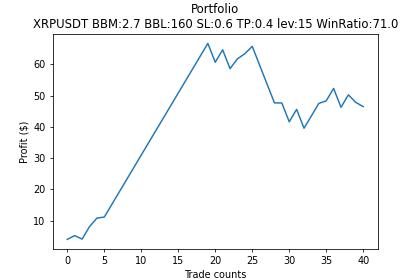 Portfolio
XRPUSDT BBM:2.7 BBL:160 SL:0.6 TP:0.4 lev:15 WinRatio:71.0
60
50
40
30
20
10
Profit ($)
0 5 10 15 20 25 30 35 40
Trade counts